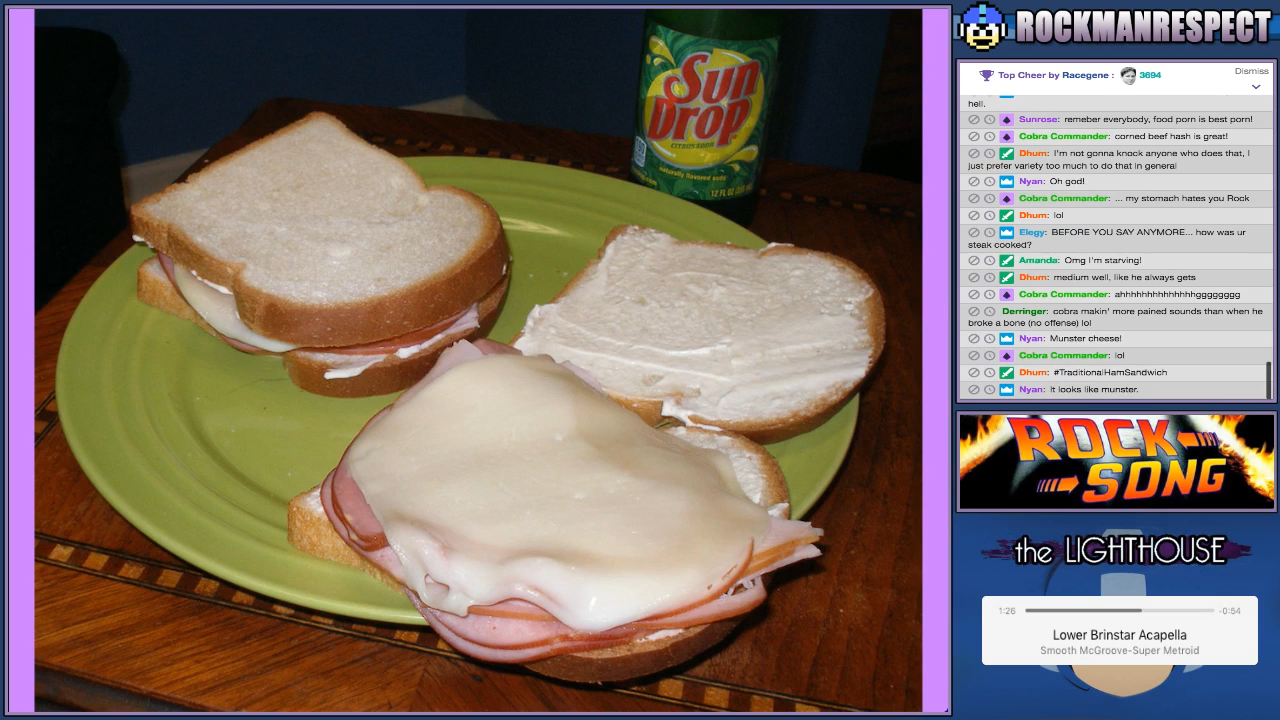 Sun
Drop
CITRUS SODA
naturally flavored soda
12 FL OZ
ROCKMANRESPECT
Top Cheer by Racegene : 3694
Dismiss
hell.
Sunrose: remeber everybody, food porn is best porn!
Cobra Commander: corned beef hash is great!
Dhum: I'm not gonna knock anyone who does that, I
just prefer variety too much to do that in general
Nyan: Oh god!
Cobra Commander: ... my stomach hates you Rock
Dhum: lol
Elegy: BEFORE YOU SAY ANYMORE... how was ur
steak cooked?
Amanda: Omg I'm starving!
Dhum: medium well, like he always gets
Cobra Commander: ahhhhhhhhhhhhhhgggggggg
Derringer: cobra makin' more pained sounds than when he
broke a bone (no offense) lol
Nyan: Munster cheese!
Cobra Commander: lol
Dhum: #TraditionalHamSandwich
Nyan: It looks like munster.
ROCK
SONG
the LIGHTHOUSE
1:26 -0:54
Lower Brinstar Acapella
Smooth McGroove-Super Metroid